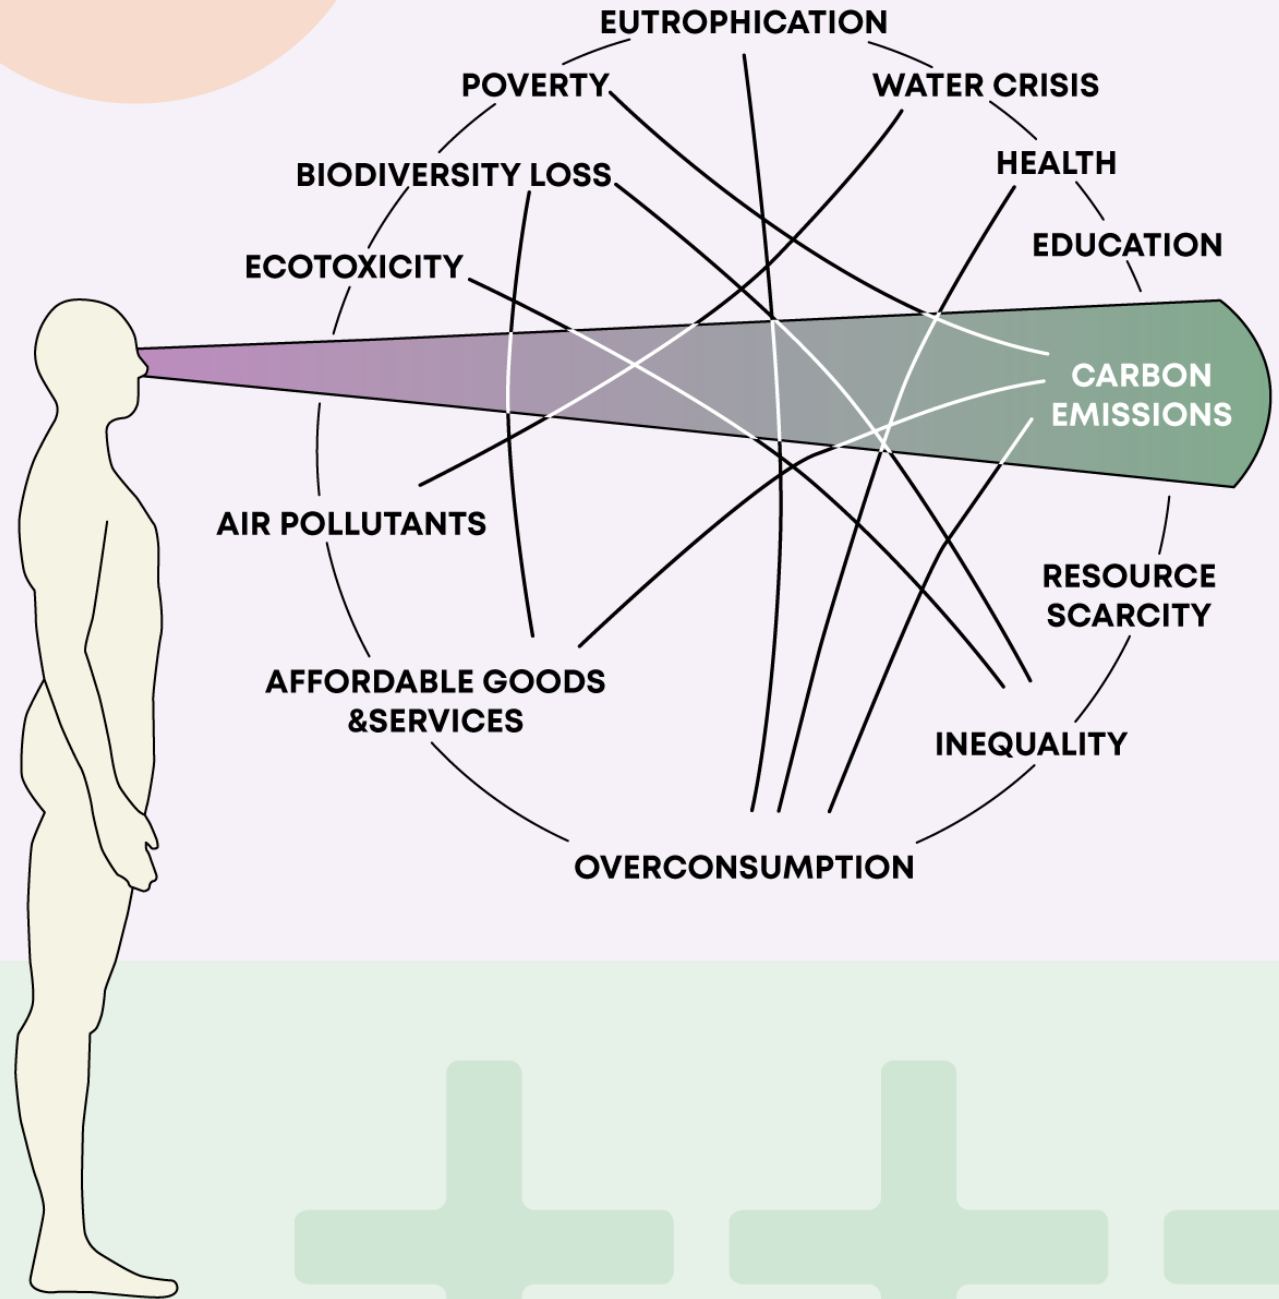 EUTROPHICATION
POVERTY
WATER CRISIS
BIODIVERSITY LOSS
HEALTH
ECOTOXICITY
EDUCATION
CARBON
EMISSIONS
AIR POLLUTANTS
RESOURCE
SCARCITY
AFFORDABLE GOODS
&SERVICES
INEQUALITY
OVERCONSUMPTION